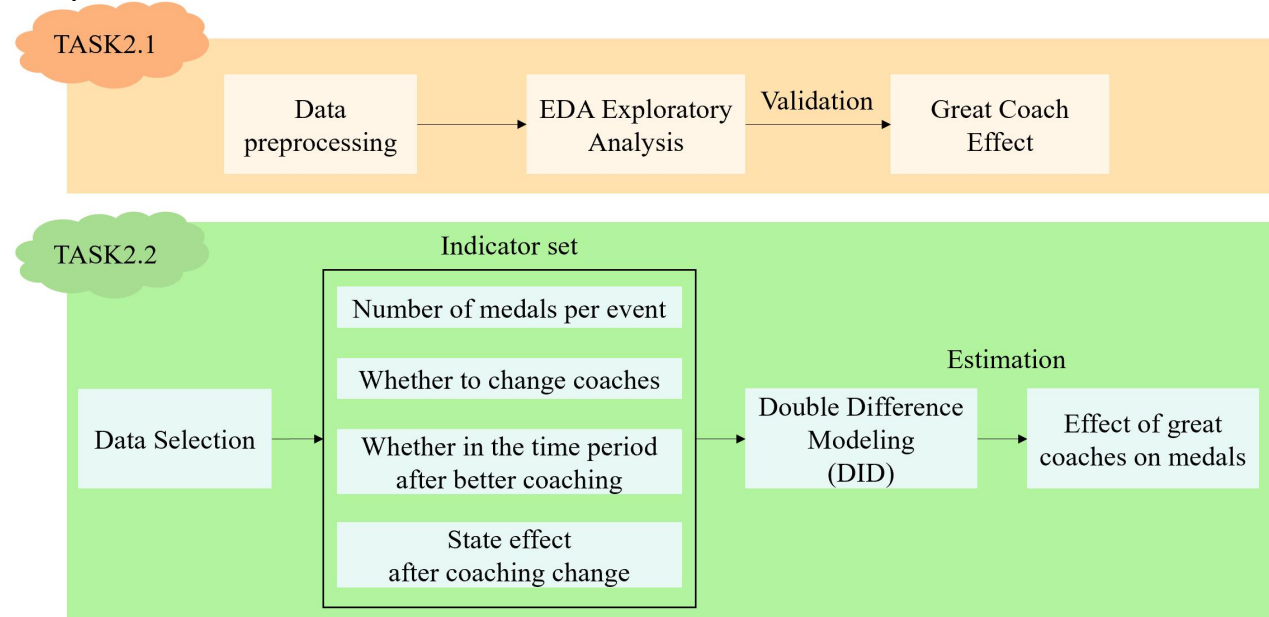 TASK2.1
Data
preprocessing
EDA Exploratory
Analysis
Validation
Great Coach
Effect
TASK2.2
Indicator set
Data Selection
Number of medals per event
Whether to change coaches
Whether in the time period
after better coaching
State effect
after coaching change
Double Difference
Modeling
(DID)
Estimation
Effect of great
coaches on medals